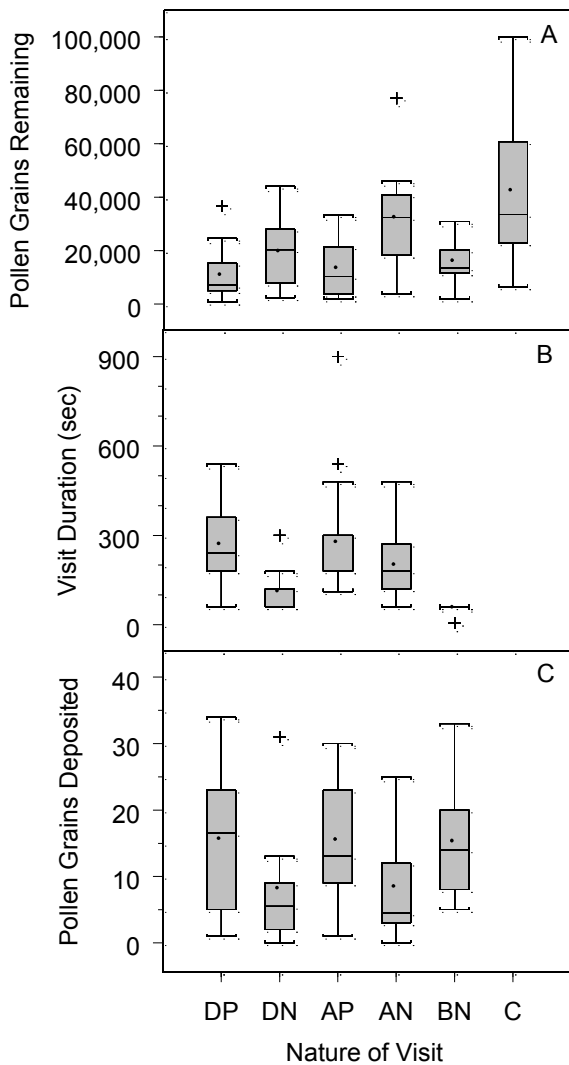 A
Pollen Grains Remaining
100,000
80,000
60,000
40,000
20,000
0
B
Visit Duration (sec)
900
600
300
0
C
Pollen Grains Deposited
40
30
20
10
0
DP DN AP AN BN C
Nature of Visit